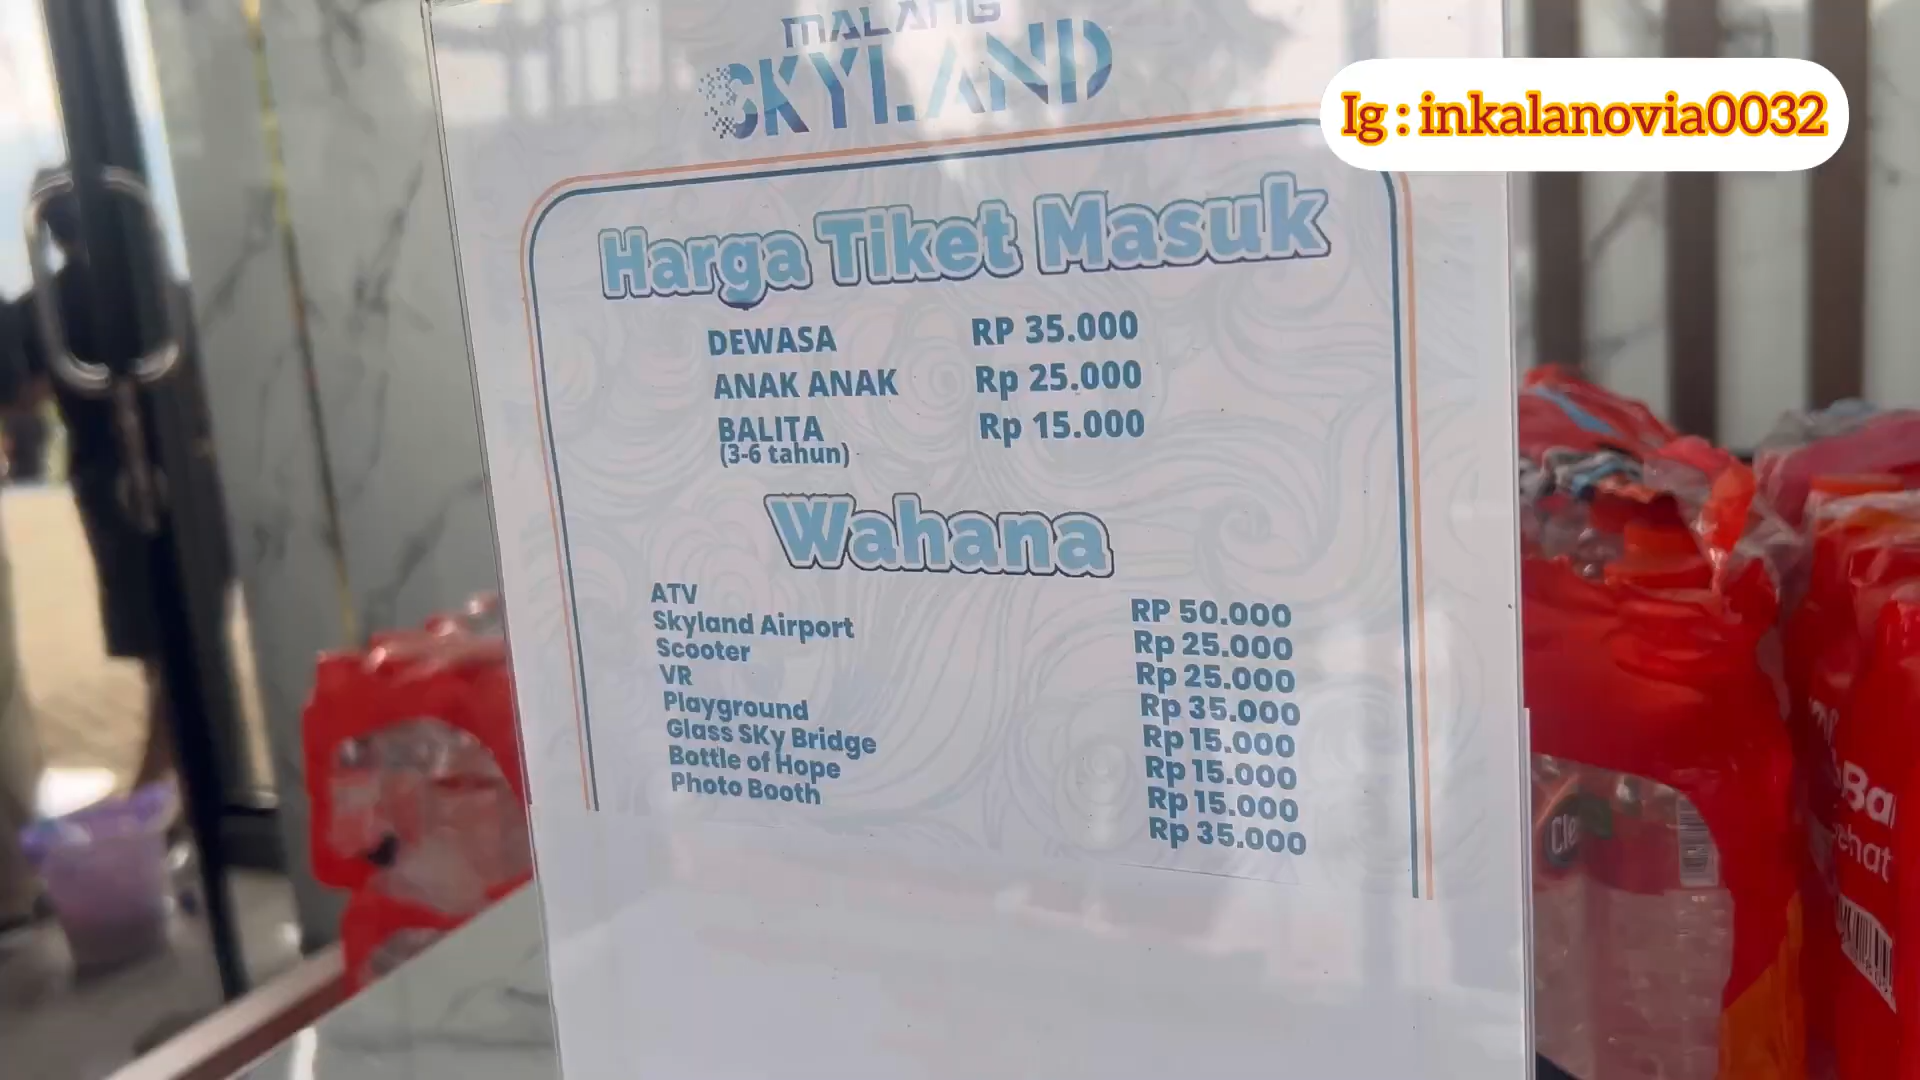 MALANG
SKYLAND
Ig : inkalanovia0032
Harga Tiket Masuk
DEWASA RP 35.000
ANAK ANAK Rp 25.000
BALITA Rp 15.000
(3-6 tahun)
Wahana
ATV RP 50.000
Skyland Airport Rp 25.000
Scooter Rp 25.000
VR Rp 35.000
Playground Rp 15.000
Glass SKy Bridge Rp 15.000
Bottle of Hope Rp 15.000
Photo Booth Rp 35.000
Cle